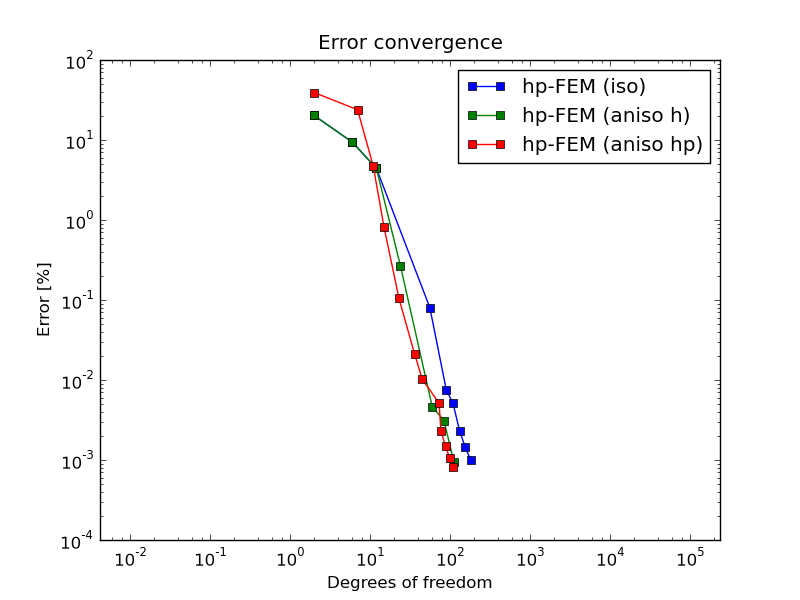 Error convergence
hp-FEM (iso)
hp-FEM (aniso h)
hp-FEM (aniso hp)
Error [%]
10^2
10^1
10^0
10^-1
10^-2
10^-3
10^-4
10^-2 10^-1 10^0 10^1 10^2 10^3 10^4 10^5
Degrees of freedom